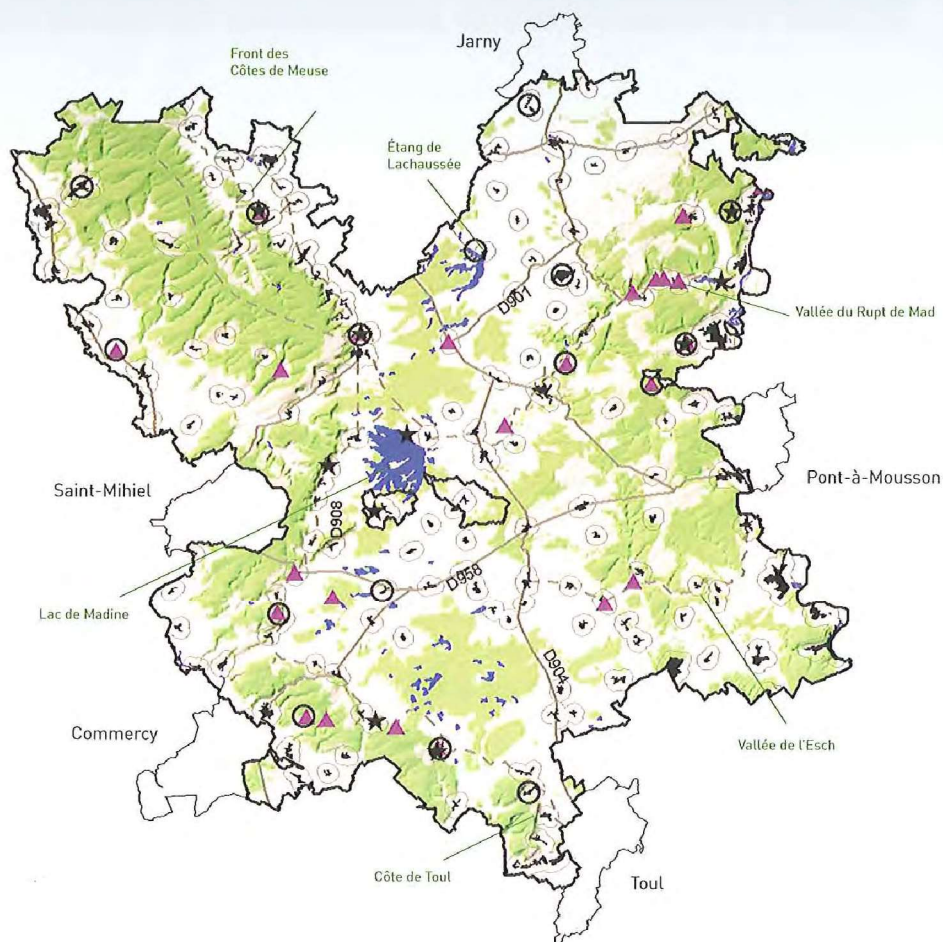 Jarny
Front des
Côtes de Meuse
Étang de
Lachaussée
D901
Vallée du Rupt de Mad
Saint-Mihiel
Pont-à-Mousson
D908
D958
Lac de Madine
D904
Commercy
Vallée de l'Esch
Côte de Toul
Toul